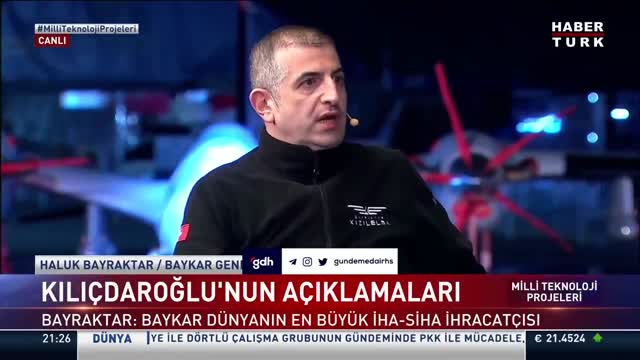 #MilliTeknolojiProjeleri
CANLI
HABER
TÜRK
KIZILELMA
HALUK BAYRAKTAR / BAYKAR GENE
gdh
gundemedairhs
KILIÇDAROĞLU'NUN AÇIKLAMALARI
MİLLİ TEKNOLOJİ
PROJELERİ
BAYRAKTAR: BAYKAR DÜNYANIN EN BÜYÜK İHA-SİHA İHRACATÇISI
21:26 DÜNYA YE İLE DÖRTLÜ ÇALIŞMA GRUBUNUN GÜNDEMİNDE PKK İLE MÜCADELE, € 21.4524